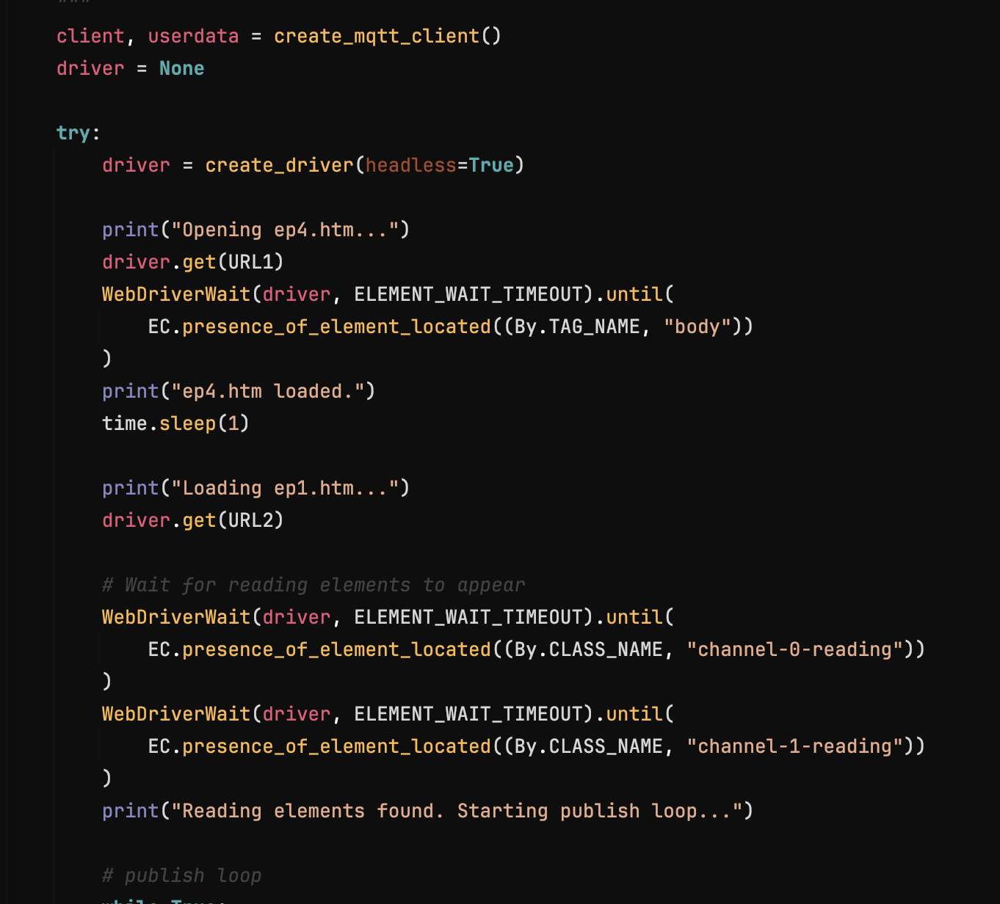 client, userdata = create_mqtt_client()
driver = None
try:
driver = create_driver(headless=True)
print("Opening ep4.htm...")
driver.get(URL1)
WebDriverWait(driver, ELEMENT_WAIT_TIMEOUT).until(
EC.presence_of_element_located((By.TAG_NAME, "body"))
)
print("ep4.htm loaded.")
time.sleep(1)
print("Loading ep1.htm...")
driver.get(URL2)
# Wait for reading elements to appear
WebDriverWait(driver, ELEMENT_WAIT_TIMEOUT).until(
EC.presence_of_element_located((By.CLASS_NAME, "channel-0-reading"))
)
WebDriverWait(driver, ELEMENT_WAIT_TIMEOUT).until(
EC.presence_of_element_located((By.CLASS_NAME, "channel-1-reading"))
)
print("Reading elements found. Starting publish loop...")
# publish loop
while True: